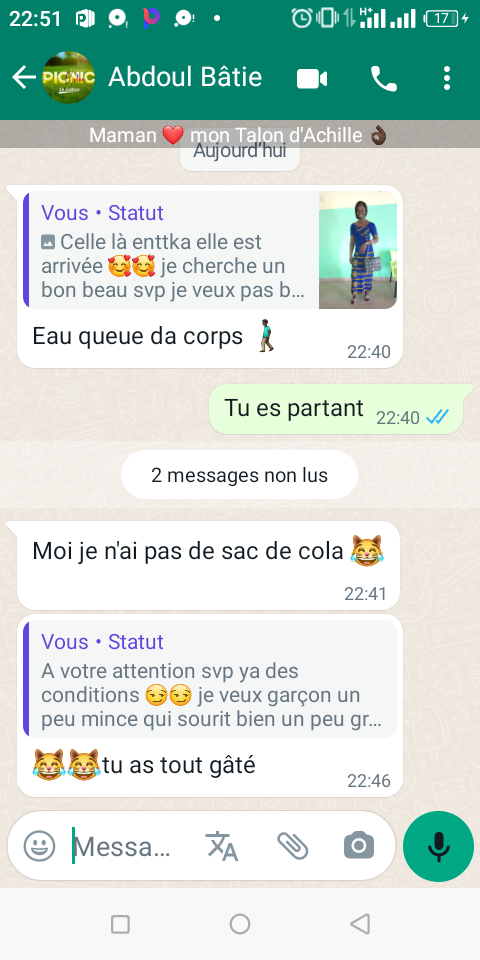 22:51
H+
17
PICNIC
Abdoul Bâtie
Maman ❤️ mon Talon d'Achille 👌🏿
Aujourd'hui
Vous • Statut
Celle là enttka elle est
arrivée 🥰🥰 je cherche un
bon beau svp je veux pas b...
Eau queue da corps 🚶🏿‍♂️
22:40
Tu es partant
22:40
2 messages non lus
Moi je n'ai pas de sac de cola 😹
22:41
Vous • Statut
A votre attention svp ya des
conditions 😏😏 je veux garçon un
peu mince qui sourit bien un peu gr...
😹😹tu as tout gâté
22:46
Messa...